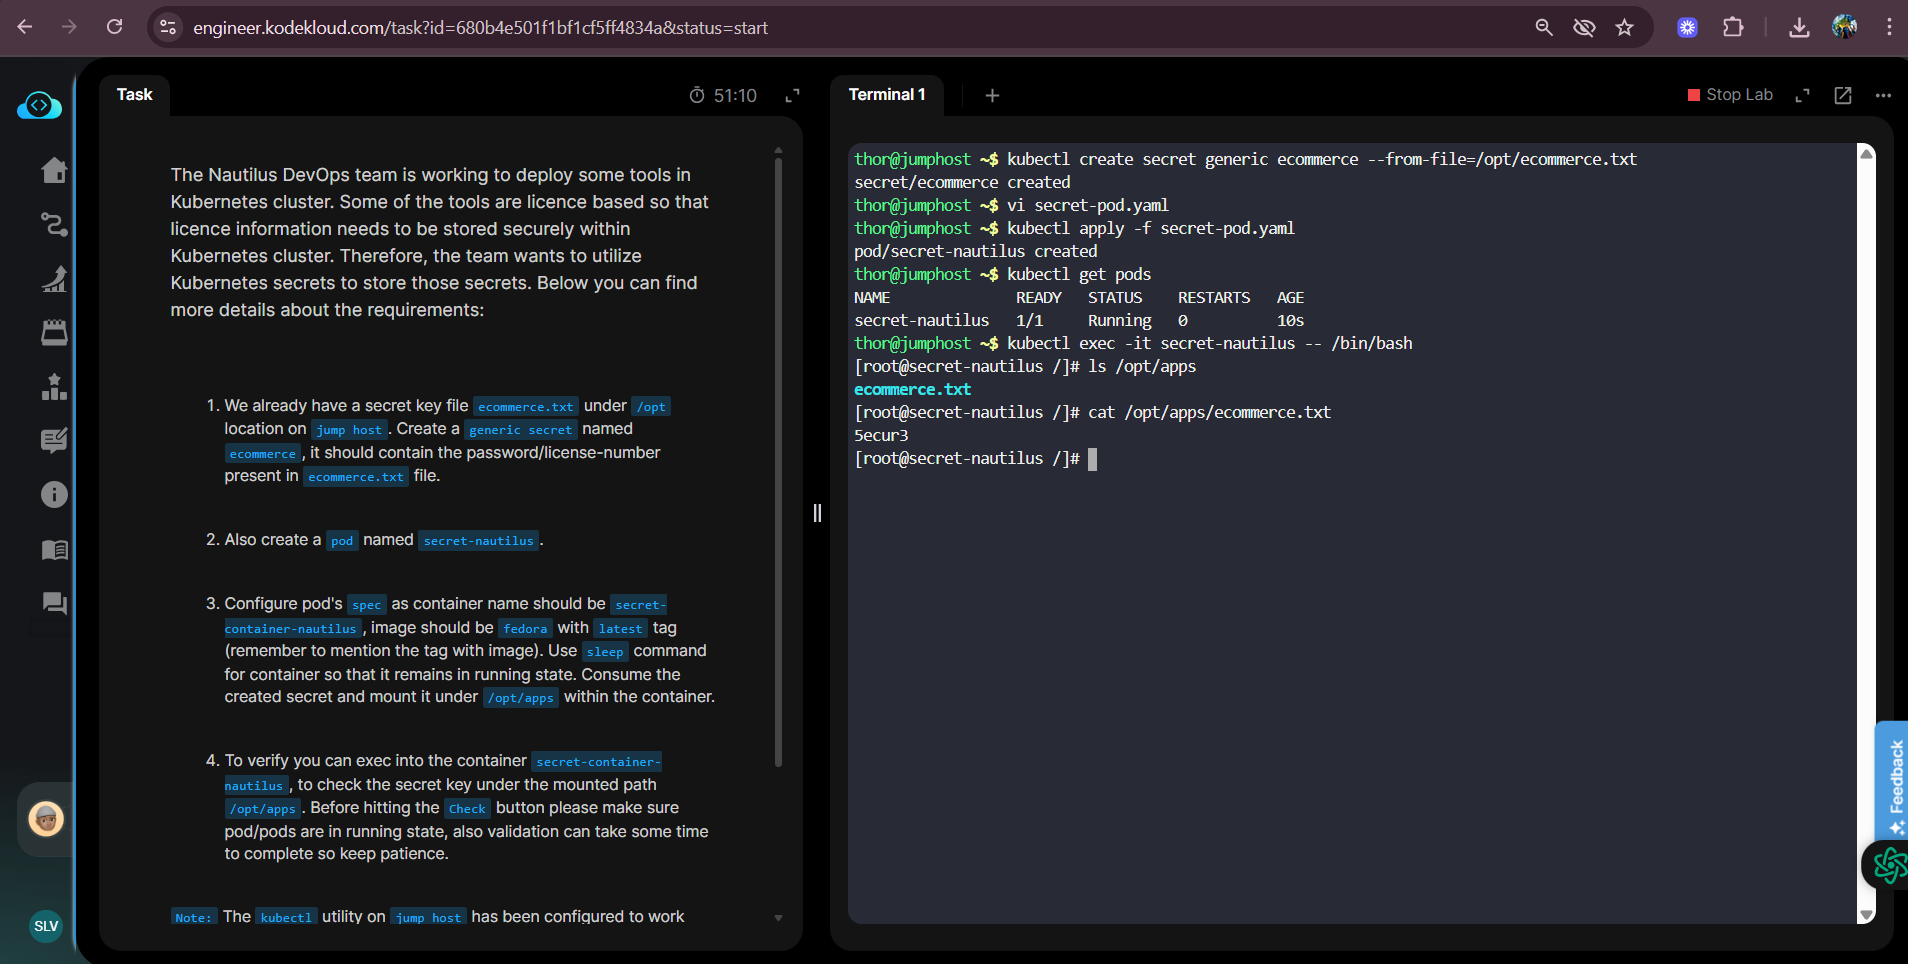 engineer.kodekloud.com/task?id=680b4e501f1bf1cf5ff4834a&status=start
Task
51:10
The Nautilus DevOps team is working to deploy some tools in
Kubernetes cluster. Some of the tools are licence based so that
licence information needs to be stored securely within
Kubernetes cluster. Therefore, the team wants to utilize
Kubernetes secrets to store those secrets. Below you can find
more details about the requirements:
1. We already have a secret key file ecommerce.txt under /opt
location on jump host. Create a generic secret named
ecommerce, it should contain the password/license-number
present in ecommerce.txt file.
2. Also create a pod named secret-nautilus.
3. Configure pod's spec as container name should be secret-
container-nautilus, image should be fedora with latest tag
(remember to mention the tag with image). Use sleep command
for container so that it remains in running state. Consume the
created secret and mount it under /opt/apps within the container.
4. To verify you can exec into the container secret-container-
nautilus, to check the secret key under the mounted path
/opt/apps. Before hitting the Check button please make sure
pod/pods are in running state, also validation can take some time
to complete so keep patience.
Note: The kubectl utility on jump host has been configured to work
SLV
Terminal 1
Stop Lab
thor@jumphost ~$ kubectl create secret generic ecommerce --from-file=/opt/ecommerce.txt
secret/ecommerce created
thor@jumphost ~$ vi secret-pod.yaml
thor@jumphost ~$ kubectl apply -f secret-pod.yaml
pod/secret-nautilus created
thor@jumphost ~$ kubectl get pods
NAME READY STATUS RESTARTS AGE
secret-nautilus 1/1 Running 0 10s
thor@jumphost ~$ kubectl exec -it secret-nautilus -- /bin/bash
[root@secret-nautilus /]# ls /opt/apps
ecommerce.txt
[root@secret-nautilus /]# cat /opt/apps/ecommerce.txt
5ecur3
[root@secret-nautilus /]#
Feedback